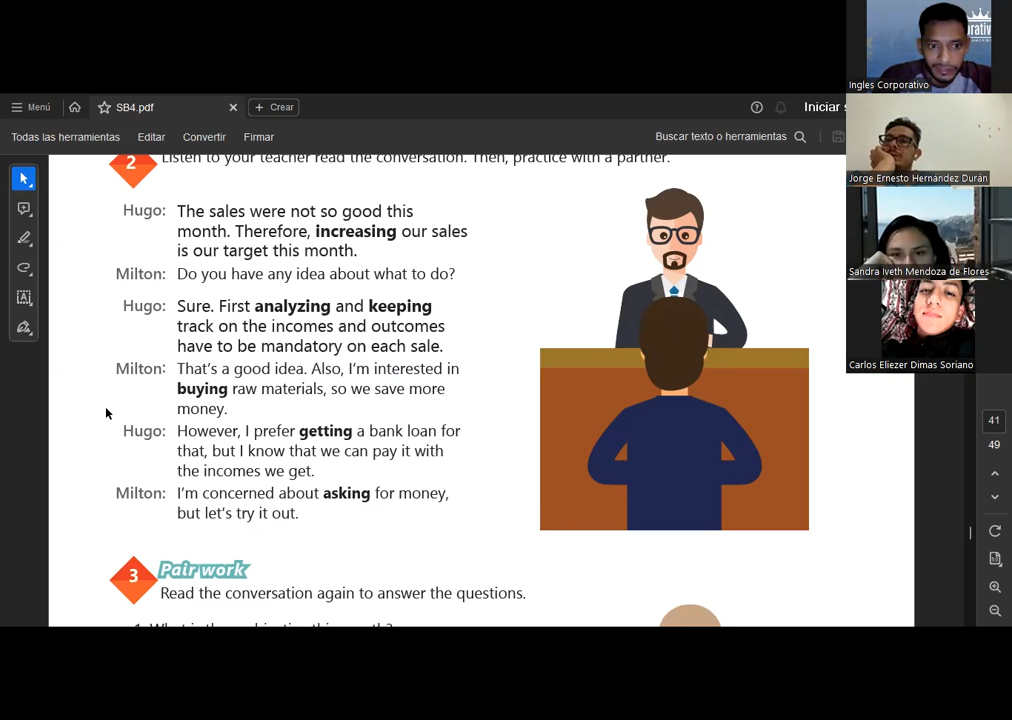 Menú
SB4.pdf
Crear
Iniciar s
Todas las herramientas
Editar
Convertir
Firmar
Buscar texto o herramientas
2
Listen to your teacher read the conversation. Then, practice with a partner.
Hugo: The sales were not so good this
month. Therefore, increasing our sales
is our target this month.
Milton: Do you have any idea about what to do?
Hugo: Sure. First analyzing and keeping
track on the incomes and outcomes
have to be mandatory on each sale.
Milton: That's a good idea. Also, I'm interested in
buying raw materials, so we save more
money.
Hugo: However, I prefer getting a bank loan for
that, but I know that we can pay it with
the incomes we get.
Milton: I'm concerned about asking for money,
but let's try it out.
3
Pair work
Read the conversation again to answer the questions.
41
49
Ingles Corporativo
Jorge Ernesto Hernández Durán
Sandra Iveth Mendoza de Flores
Carlos Eliezer Dimas Soriano